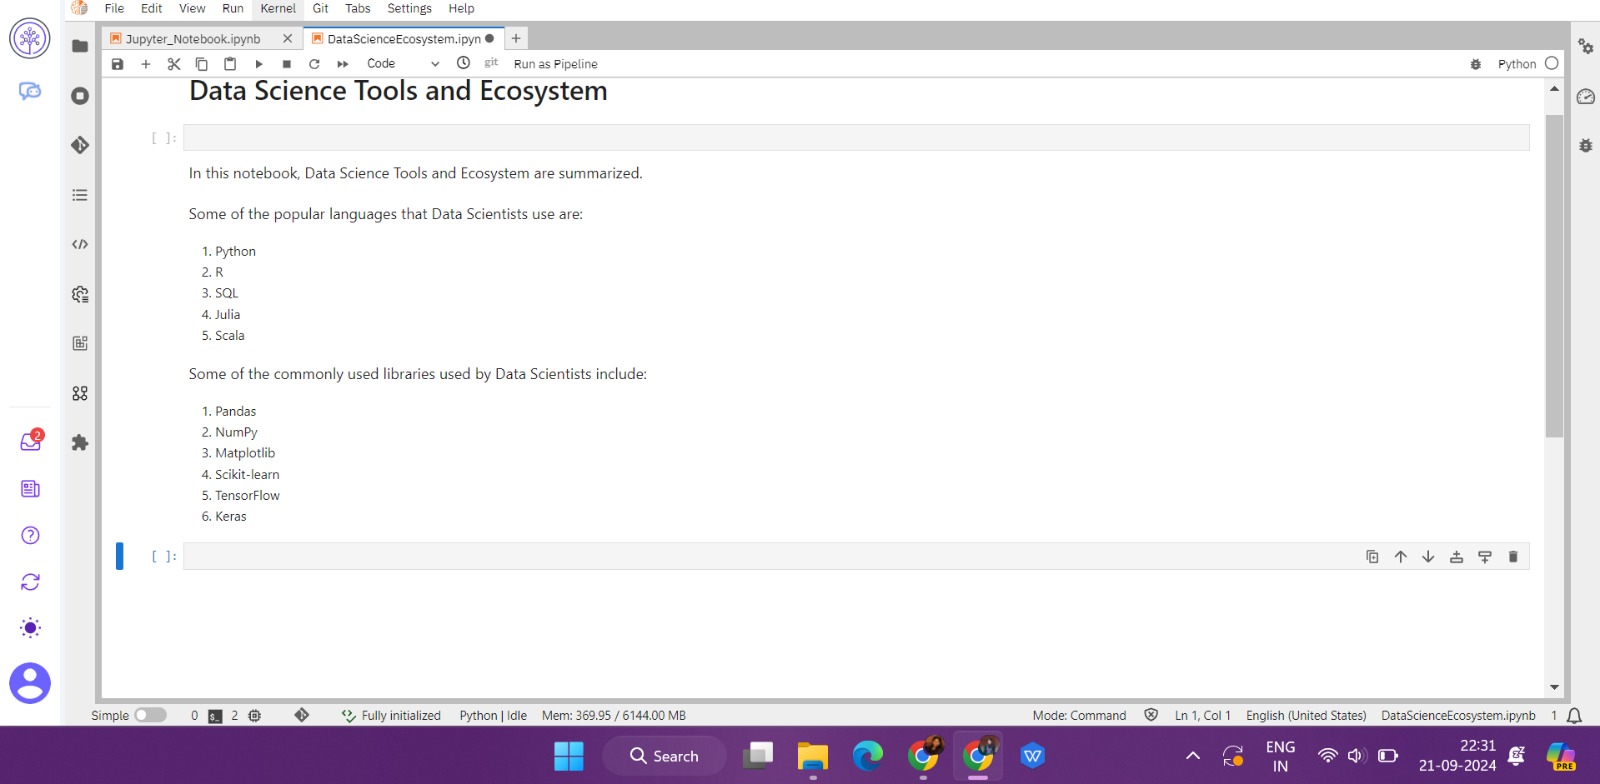 File Edit View Run Kernel Git Tabs Settings Help
Jupyter_Notebook.ipynb DataScienceEcosystem.ipyn
Code git Run as Pipeline Python
Data Science Tools and Ecosystem
[ ]:
In this notebook, Data Science Tools and Ecosystem are summarized.
Some of the popular languages that Data Scientists use are:
1. Python
2. R
3. SQL
4. Julia
5. Scala
Some of the commonly used libraries used by Data Scientists include:
1. Pandas
2. NumPy
3. Matplotlib
4. Scikit-learn
5. TensorFlow
6. Keras
[ ]:
2
Simple 0 $_ 2 Fully initialized Python | Idle Mem: 369.95 / 6144.00 MB Mode: Command Ln 1, Col 1 English (United States) DataScienceEcosystem.ipynb 1
Search ENG IN 22:31 21-09-2024 PRE